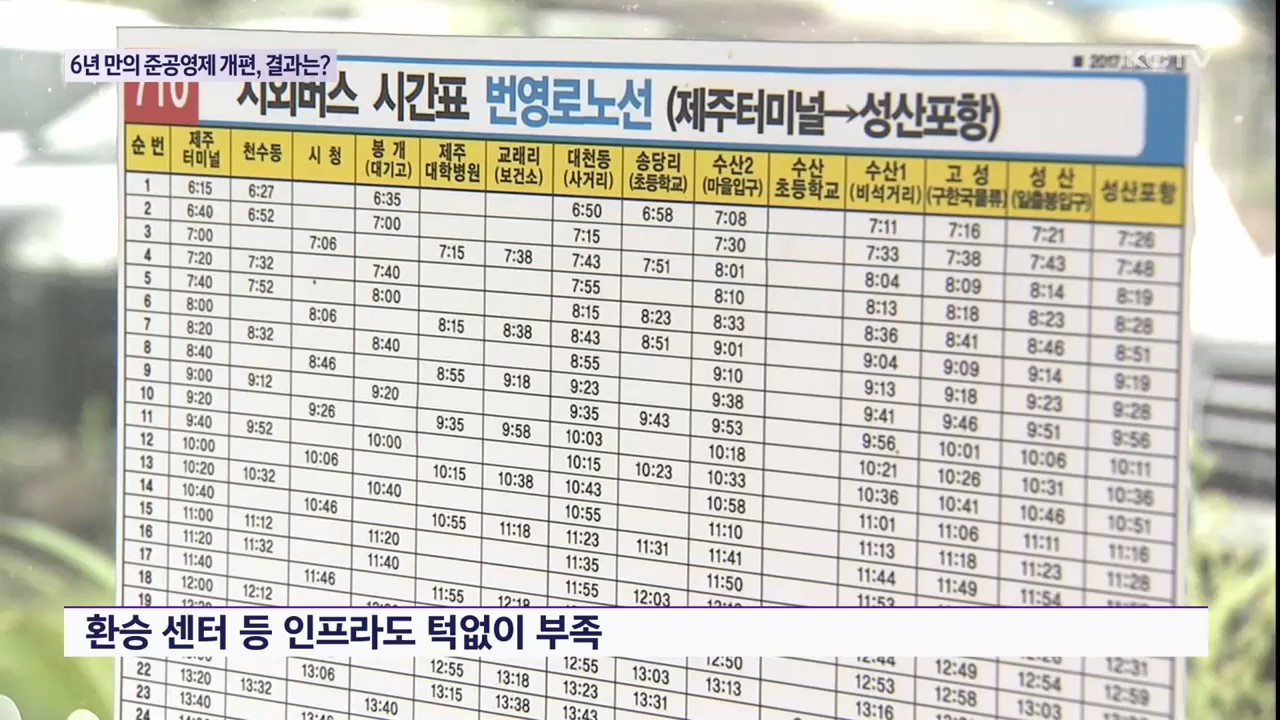 6년 만의 준공영제 개편, 결과는?
KCTV
710 시외버스 시간표 번영로노선 (제주터미널→성산포항)
순 번 제주터미널 천수동 시 청 봉 개(대기고) 제주대학병원 교래리(보건소) 대천동(사거리) 송당리(초등학교) 수산2(마을입구) 수산초등학교 수산1(비석거리) 고 성(구한국물류) 성 산(일출봉입구) 성산포항
1 6:15 6:27 6:35 6:50 6:58 7:08 7:11 7:16 7:21 7:26
2 6:40 6:52 7:00 7:15 7:30 7:33 7:38 7:43 7:48
3 7:00 7:06 7:15 7:38 7:43 7:51 8:01 8:04 8:09 8:14 8:19
4 7:20 7:32 7:40 7:55 8:10 8:13 8:18 8:23 8:28
5 7:40 7:52 8:00 8:15 8:23 8:33 8:36 8:41 8:46 8:51
6 8:00 8:06 8:15 8:38 8:43 8:51 9:01 9:04 9:09 9:14 9:19
7 8:20 8:32 8:40 8:55 9:10 9:13 9:18 9:23 9:28
8 8:40 8:46 8:55 9:18 9:23 9:38 9:41 9:46 9:51 9:56
9 9:00 9:12 9:20 9:35 9:43 9:53 9:56 10:01 10:06 10:11
10 9:20 9:26 9:35 9:58 10:03 10:18 10:21 10:26 10:31 10:36
11 9:40 9:52 10:00 10:15 10:23 10:33 10:36 10:41 10:46 10:51
12 10:00 10:06 10:15 10:38 10:43 10:58 11:01 11:06 11:11 11:16
13 10:20 10:32 10:40 10:55 11:10 11:13 11:18 11:23 11:28
14 10:40 10:46 10:55 11:18 11:23 11:31 11:41 11:44 11:49 11:54
15 11:00 11:12 11:20 11:35 11:50 11:53
16 11:20 11:32 11:40 11:55 12:03
17 11:40 11:46 11:55 12:18
18 12:00 12:12
19
환승 센터 등 인프라도 턱없이 부족
12:50 12:44 12:49 12:54 12:59
22 13:20 13:06 12:55 13:18 12:55 13:03 13:13 12:53 12:58
23 13:40 13:32 13:40 13:15 13:38 13:23 13:31 13:16
24 13:43